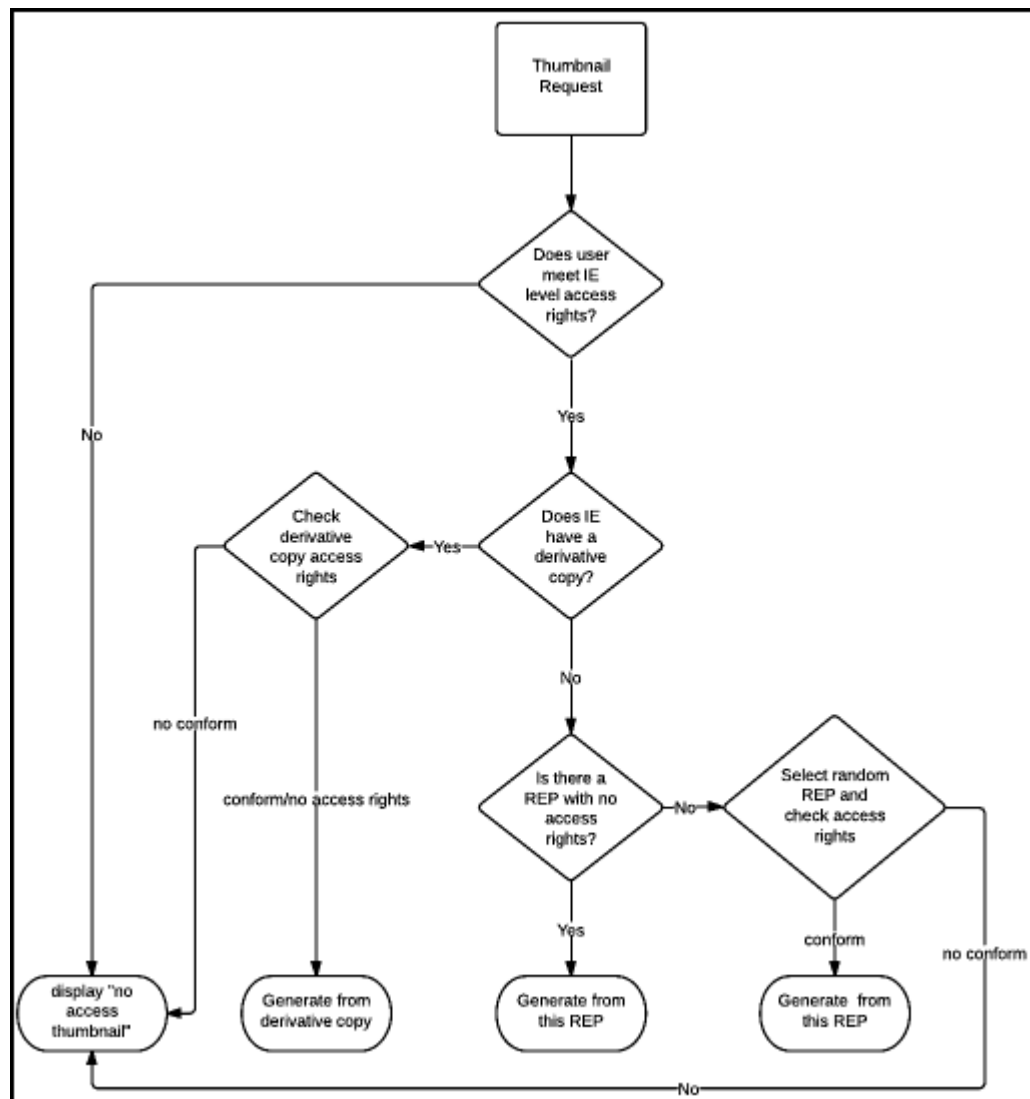 Thumbnail
Request
Does user
meet IE
level access
rights?
No
Yes
Check
derivative
copy access
rights
Yes
Does IE
have a
derivative
copy?
no conform
No
conform/no access rights
Is there a
REP with no
access
rights?
No
Select random
REP and
check access
rights
Yes
conform
no conform
display "no
access
thumbnail"
Generate from
derivative copy
Generate from
this REP
Generate from
this REP
No